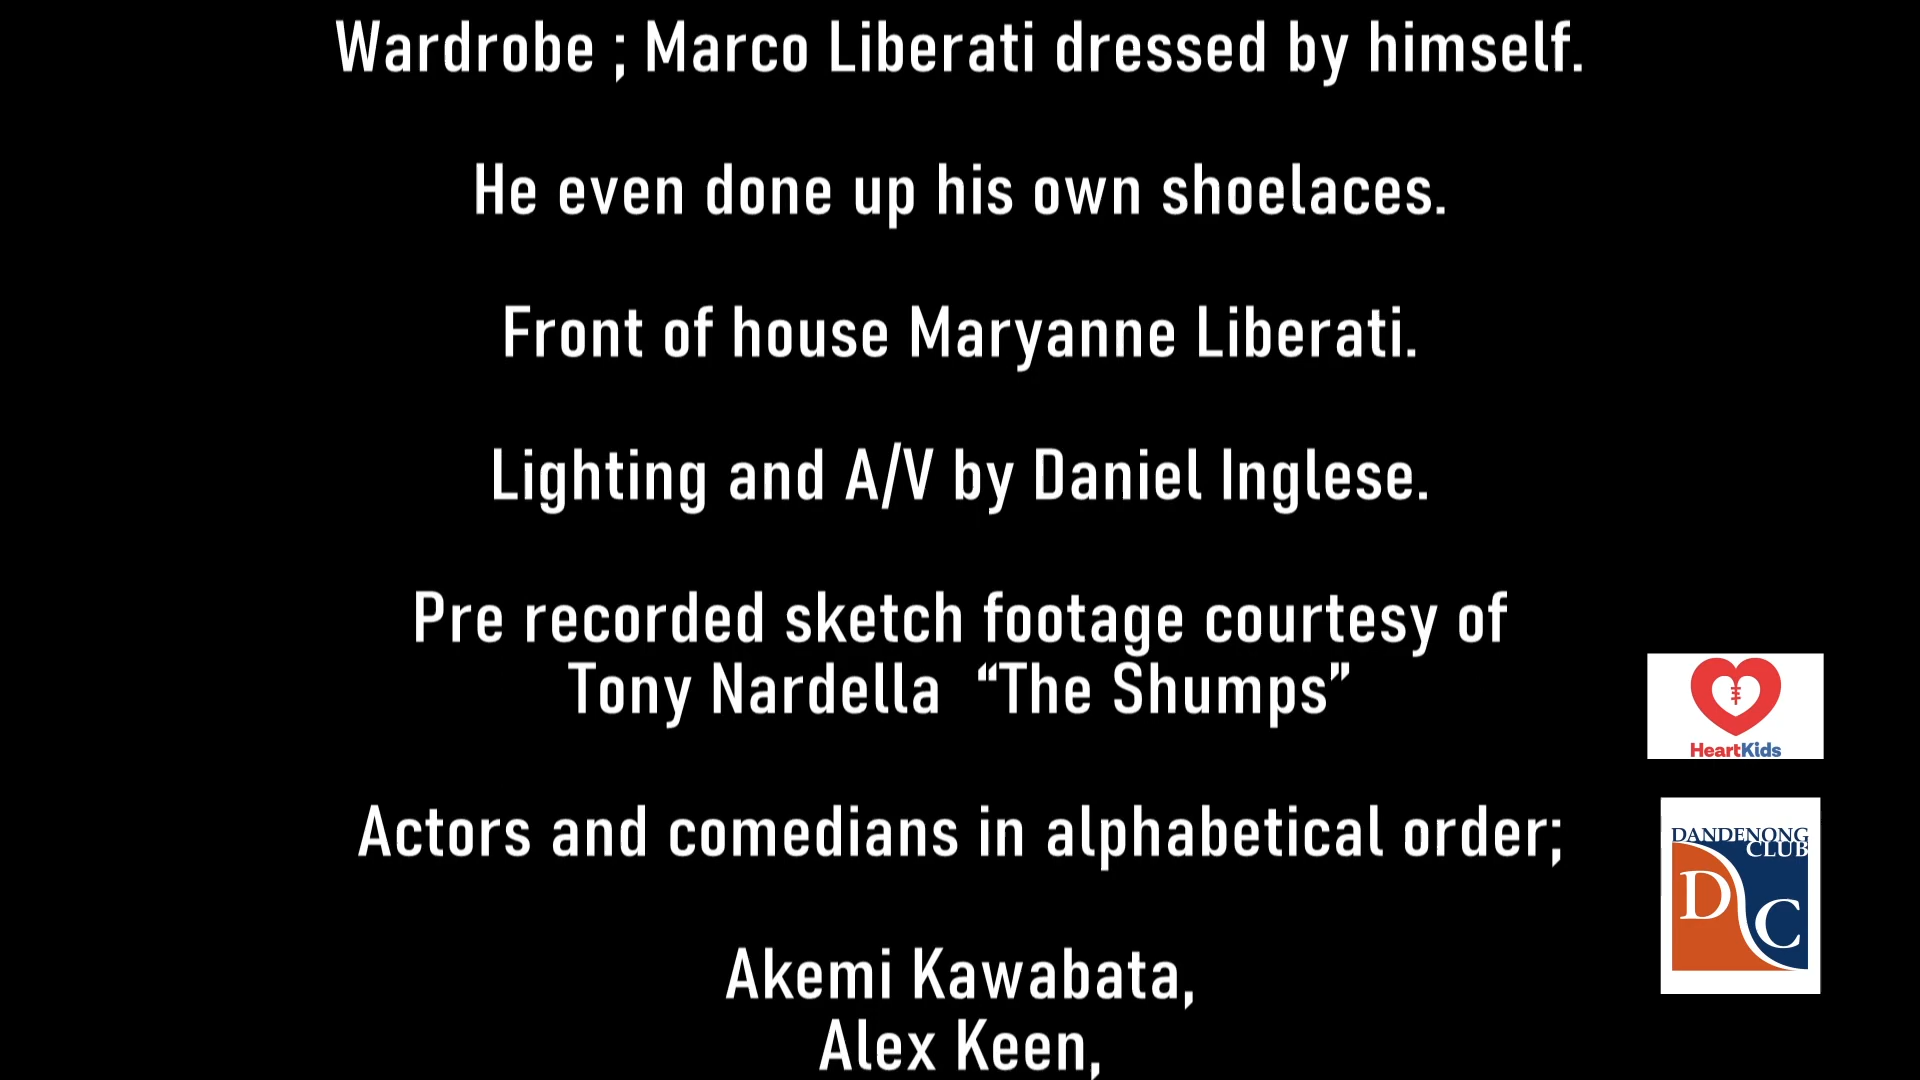 Wardrobe ; Marco Liberati dressed by himself.
He even done up his own shoelaces.
Front of house Maryanne Liberati.
Lighting and A/V by Daniel Inglese.
Pre recorded sketch footage courtesy of
Tony Nardella “The Shumps”
HeartKids
Actors and comedians in alphabetical order;
DANDENONG
CLUB
D
C
Akemi Kawabata,
Alex Keen,